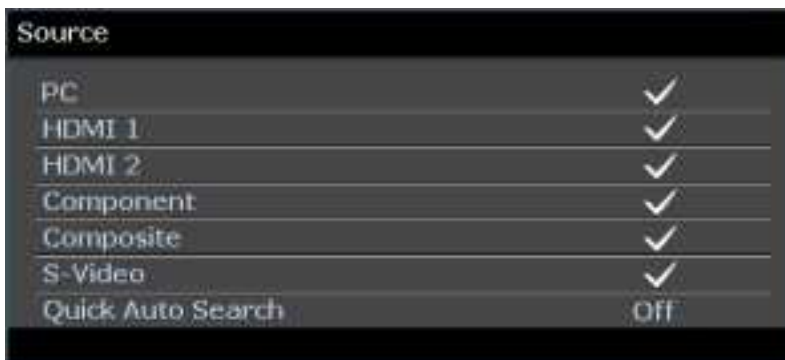 Source
PC ✓
HDMI 1 ✓
HDMI 2 ✓
Component ✓
Composite ✓
S-Video ✓
Quick Auto Search Off